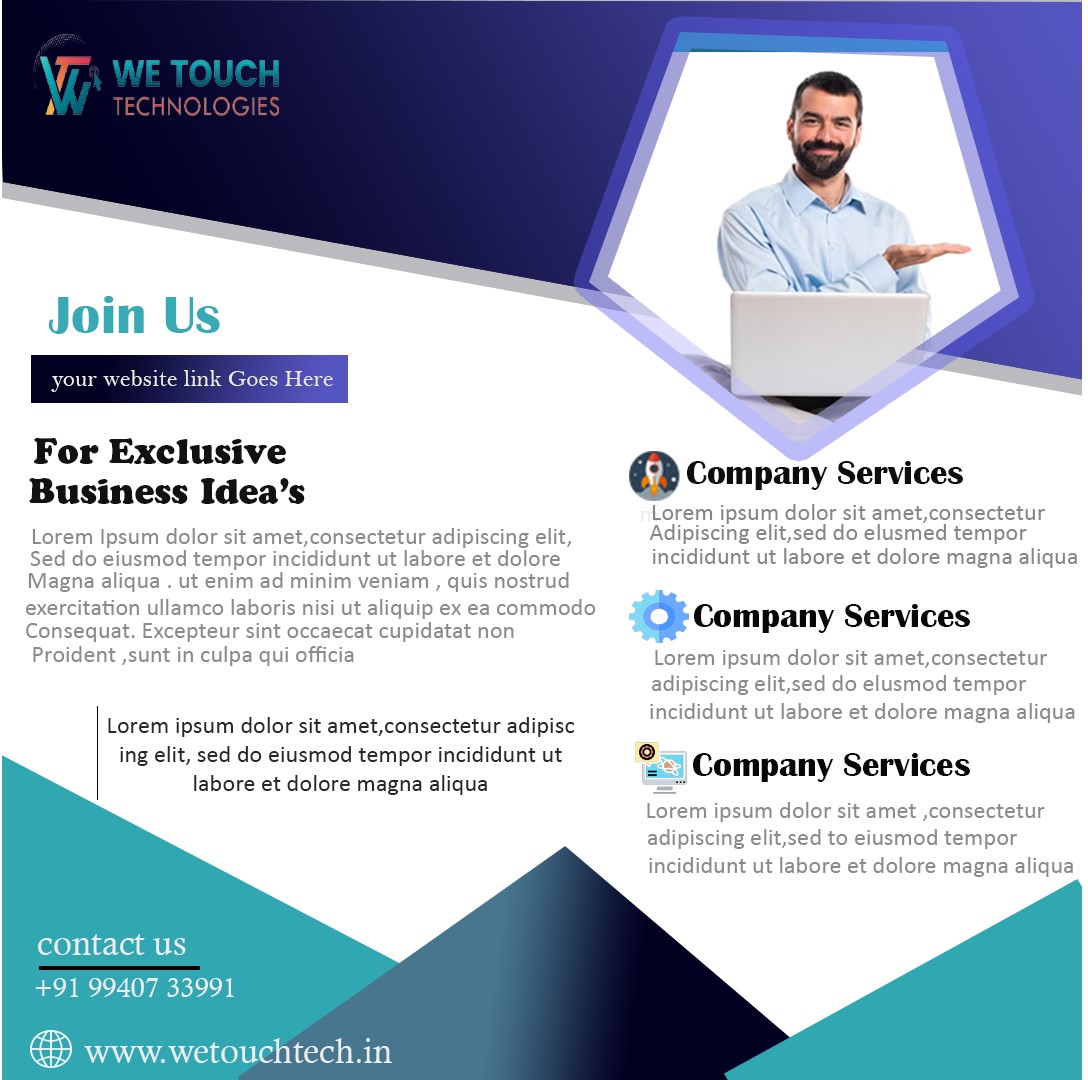 WE TOUCH
TECHNOLOGIES
Join Us
your website link Goes Here
For Exclusive
Business Idea's
Lorem Ipsum dolor sit amet,consectetur adipiscing elit,
Sed do eiusmod tempor incididunt ut labore et dolore
Magna aliqua . ut enim ad minim veniam , quis nostrud
exercitation ullamco laboris nisi ut aliquip ex ea commodo
Consequat. Excepteur sint occaecat cupidatat non
Proident ,sunt in culpa qui officia
Lorem ipsum dolor sit amet,consectetur adipisc
ing elit, sed do eiusmod tempor incididunt ut
labore et dolore magna aliqua
Company Services
Lorem ipsum dolor sit amet,consectetur
Adipiscing elit,sed do elusmed tempor
incididunt ut labore et dolore magna aliqua
Company Services
Lorem ipsum dolor sit amet,consectetur
adipiscing elit,sed do elusmod tempor
incididunt ut labore et dolore magna aliqua
Company Services
Lorem ipsum dolor sit amet ,consectetur
adipiscing elit,sed to eiusmod tempor
incididunt ut labore et dolore magna aliqua
contact us
+91 99407 33991
www.wetouchtech.in